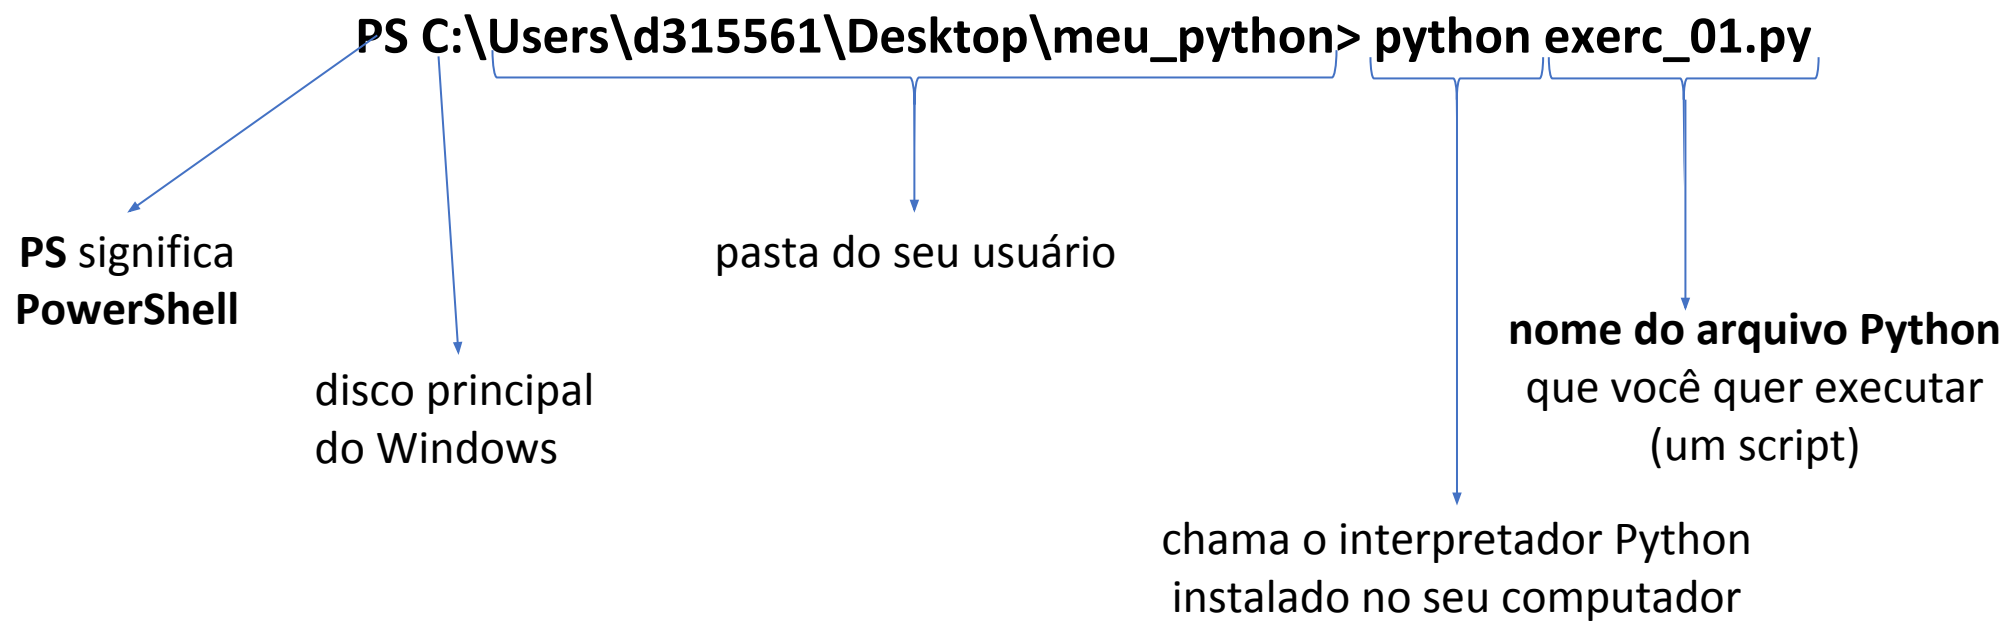 PS C:\Users\d315561\Desktop\meu_python> python exerc_01.py
PS significa
PowerShell
disco principal
do Windows
pasta do seu usuário
chama o interpretador Python
instalado no seu computador
nome do arquivo Python
que você quer executar
(um script)